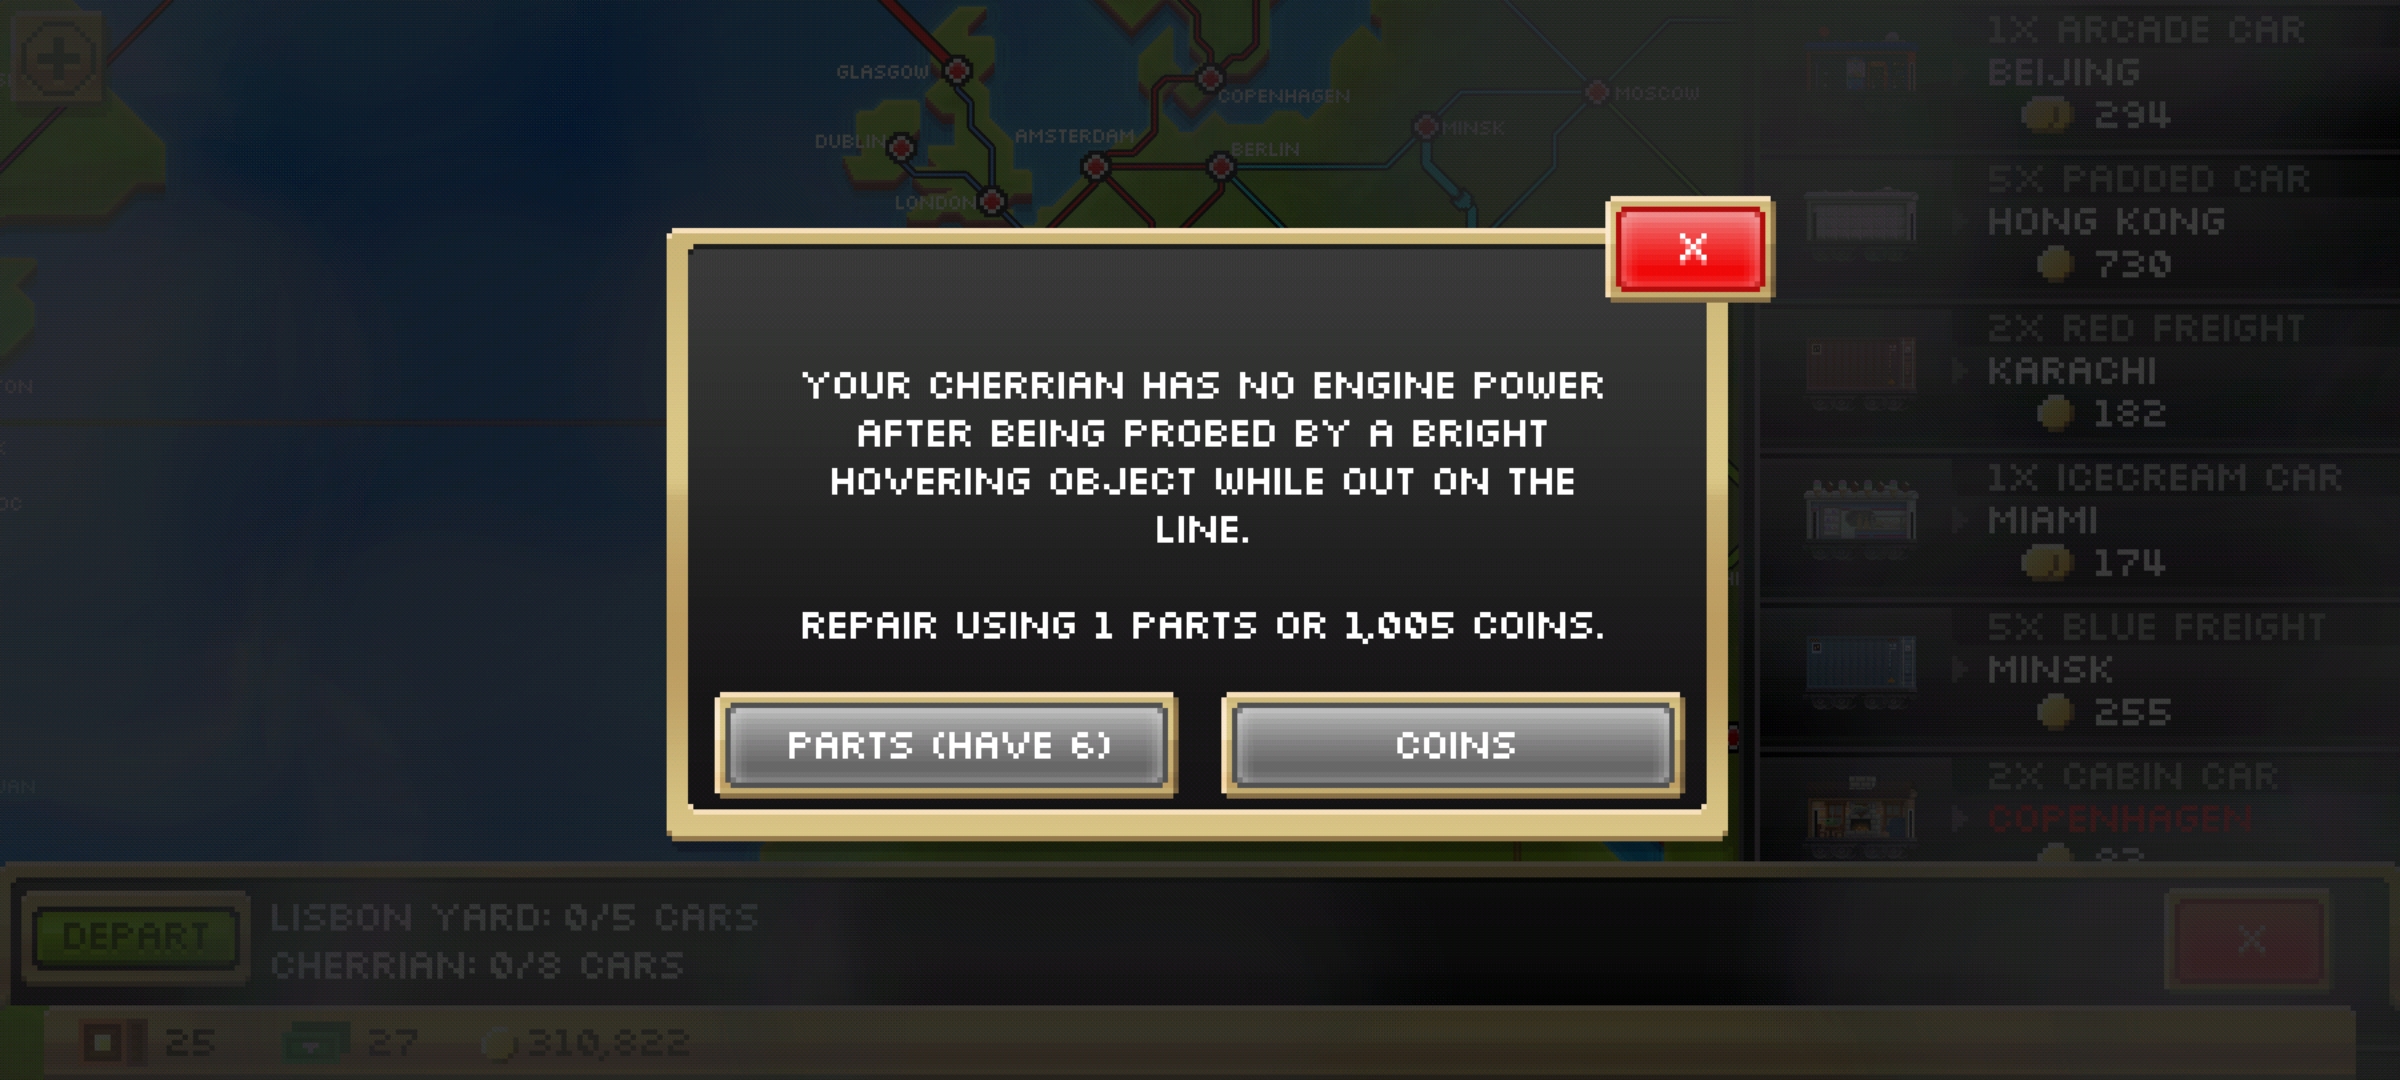 GLASGOW
COPENHAGEN
MOSCOW
DUBLIN
AMSTERDAM
BERLIN
MINSK
LONDON
1X ARCADE CAR
BEIJING
294
5X PADDED CAR
HONG KONG
730
2X RED FREIGHT
KARACHI
182
1X ICECREAM CAR
MIAMI
174
5X BLUE FREIGHT
MINSK
255
2X CABIN CAR
COPENHAGEN
X
YOUR CHERRIAN HAS NO ENGINE POWER
AFTER BEING PROBED BY A BRIGHT
HOVERING OBJECT WHILE OUT ON THE
LINE.
REPAIR USING 1 PARTS OR 1,005 COINS.
PARTS (HAVE 6)
COINS
DEPART
LISBON YARD: 0/5 CARS
CHERRIAN: 0/8 CARS
X
25
27
310,822